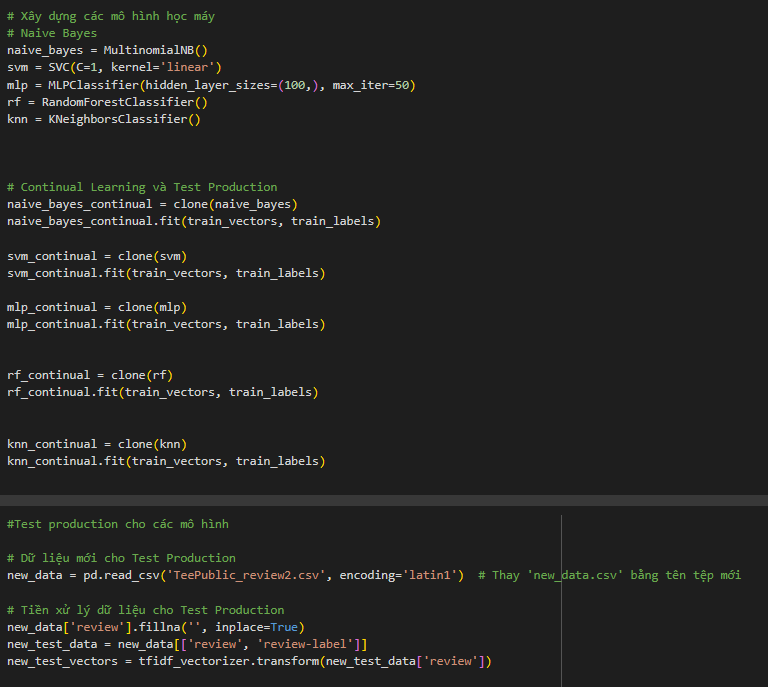 # Xây dựng các mô hình học máy
# Naive Bayes
naive_bayes = MultinomialNB()
svm = SVC(C=1, kernel='linear')
mlp = MLPClassifier(hidden_layer_sizes=(100,), max_iter=50)
rf = RandomForestClassifier()
knn = KNeighborsClassifier()
# Continual Learning và Test Production
naive_bayes_continual = clone(naive_bayes)
naive_bayes_continual.fit(train_vectors, train_labels)
svm_continual = clone(svm)
svm_continual.fit(train_vectors, train_labels)
mlp_continual = clone(mlp)
mlp_continual.fit(train_vectors, train_labels)
rf_continual = clone(rf)
rf_continual.fit(train_vectors, train_labels)
knn_continual = clone(knn)
knn_continual.fit(train_vectors, train_labels)
#Test production cho các mô hình
# Dữ liệu mới cho Test Production
new_data = pd.read_csv('TeePublic_review2.csv', encoding='latin1')  # Thay 'new_data.csv' bằng tên tệp mới
# Tiền xử lý dữ liệu cho Test Production
new_data['review'].fillna('', inplace=True)
new_test_data = new_data[['review', 'review-label']]
new_test_vectors = tfidf_vectorizer.transform(new_test_data['review'])